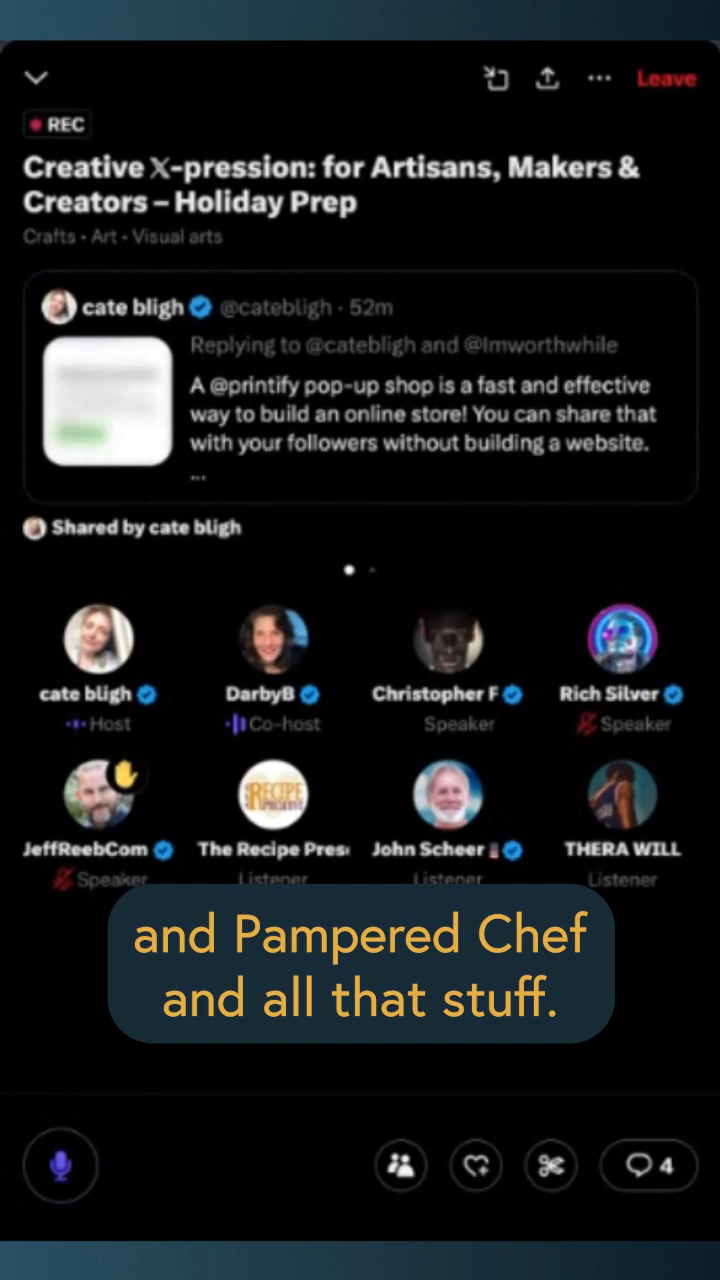 Leave
REC
Creative 𝕏-pression: for Artisans, Makers &
Creators – Holiday Prep
Crafts • Art • Visual arts
cate bligh @catebligh · 52m
Replying to @catebligh and @Imworthwhile
A @printify pop-up shop is a fast and effective
way to build an online store! You can share that
with your followers without building a website.
...
Shared by cate bligh
cate bligh DarbyB Christopher F Rich Silver
Host Co-host Speaker Speaker
RECIPE
JeffReebCom The Recipe Pres John Scheer THERA WILL
Speaker Listener Listener Listener
and Pampered Chef
and all that stuff.
4